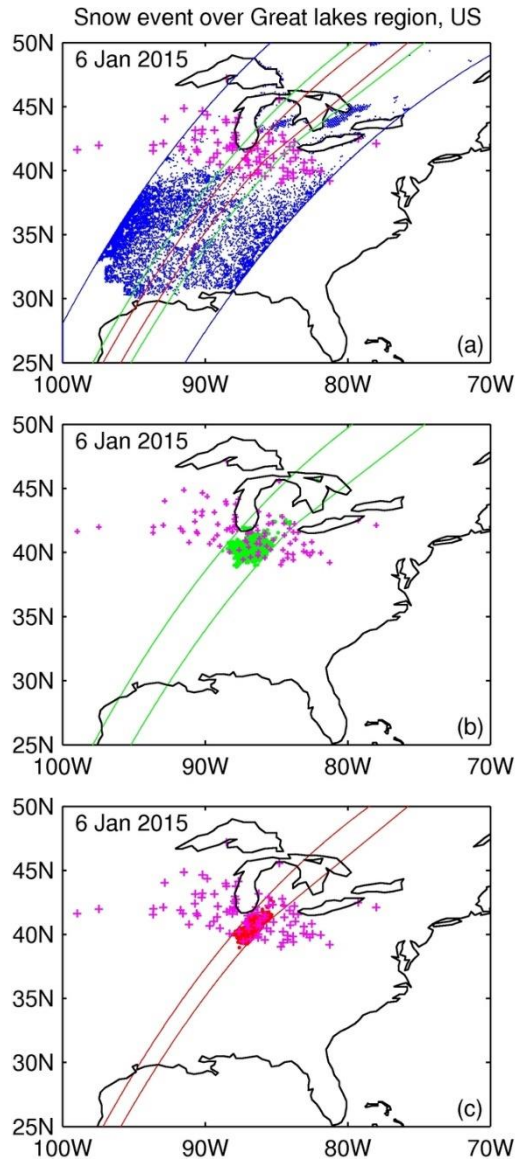 Snow event over Great lakes region, US
50N
6 Jan 2015
45N
40N
35N
30N
25N
(a)
100W 90W 80W 70W
50N
6 Jan 2015
45N
40N
35N
30N
25N
(b)
100W 90W 80W 70W
50N
6 Jan 2015
45N
40N
35N
30N
25N
(c)
100W 90W 80W 70W